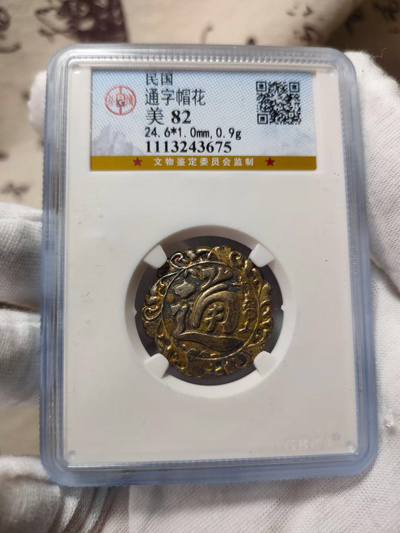 民国
通字帽花
美 82
24.6*1.0mm,0.9g
★ 文物鉴定委员会监制 ★
1113243675
通